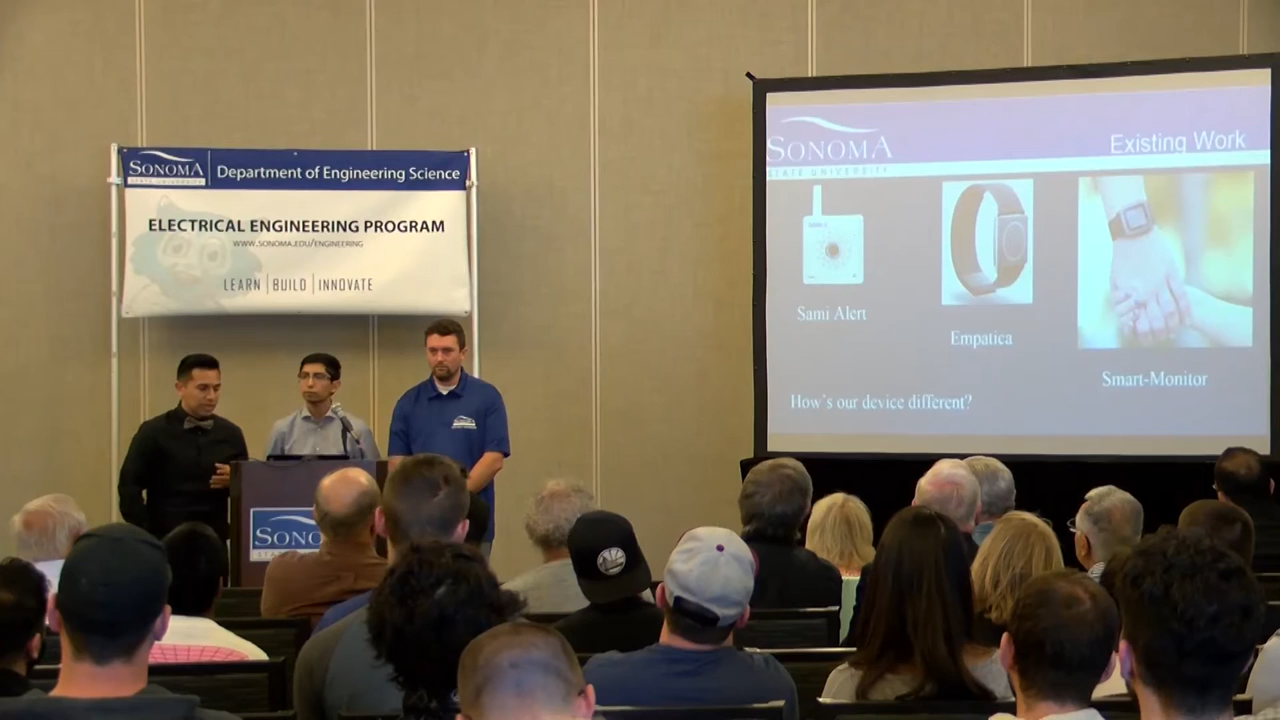 SONOMA
STATE UNIVERSITY
Department of Engineering Science
ELECTRICAL ENGINEERING PROGRAM
WWW.SONOMA.EDU/ENGINEERING
LEARN | BUILD | INNOVATE
SONOMA
STATE UNIVERSITY
Existing Work
Sami Alert
Empatica
Smart-Monitor
How's our device different?
SONOMA
SONO